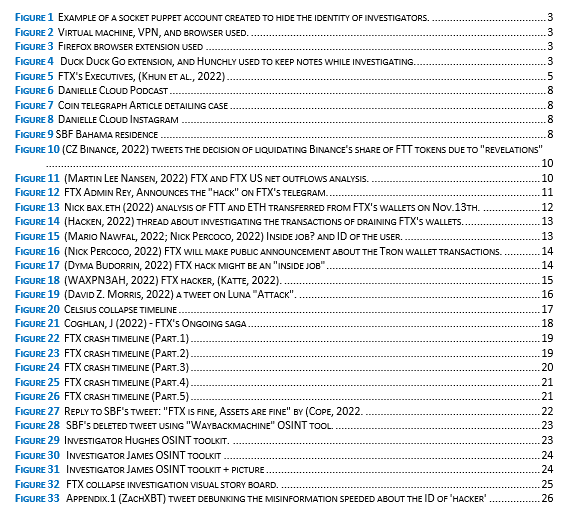 Figure 1 Example of a socket puppet account created to hide the identity of investigators. 3
Figure 2 Virtual machine, VPN, and browser used. 3
Figure 3 Firefox browser extension used 3
Figure 4 Duck Duck Go extension, and Hunchly used to keep notes while investigating. 3
Figure 5 FTX's Executives, (Khun et al., 2022) 5
Figure 6 Danielle Cloud Podcast 8
Figure 7 Coin telegraph Article detailing case 8
Figure 8 Danielle Cloud Instagram 8
Figure 9 SBF Bahama residence 8
Figure 10 (CZ Binance, 2022) tweets the decision of liquidating Binance's share of FTT tokens due to "revelations"
10
Figure 11 (Martin Lee Nansen, 2022) FTX and FTX US net outflows analysis. 10
Figure 12 FTX Admin Rey, Announces the "hack" on FTX's telegram. 11
Figure 13 Nick bax.eth (2022) analysis of FTT and ETH transferred from FTX's wallets on Nov.13th. 12
Figure 14 (Hacken, 2022) thread about investigating the transactions of draining FTX's wallets. 13
Figure 15 (Mario Nawfal, 2022; Nick Percoco, 2022) Inside job? and ID of the user. 13
Figure 16 (Nick Percoco, 2022) FTX will make public announcement about the Tron wallet transactions. 14
Figure 17 (Dyma Budorrin, 2022) FTX hack might be an "inside job" 14
Figure 18 (WAXPN3AH, 2022) FTX hacker, (Katte, 2022). 15
Figure 19 (David Z. Morris, 2022) a tweet on Luna "Attack". 16
Figure 20 Celsius collapse timeline 17
Figure 21 Coghlan, J (2022) - FTX's Ongoing saga 18
Figure 22 FTX crash timeline (Part.1) 19
Figure 23 FTX crash timeline (Part.2) 19
Figure 24 FTX crash timeline (Part.3) 20
Figure 25 FTX crash timeline (Part.4) 21
Figure 26 FTX crash timeline (Part.5) 21
Figure 27 Reply to SBF's tweet: "FTX is fine, Assets are fine" by (Cope, 2022. 22
Figure 28 SBF's deleted tweet using "Waybackmachine" OSINT tool. 23
Figure 29 Investigator Hughes OSINT toolkit. 23
Figure 30 Investigator James OSINT toolkit 24
Figure 31 Investigator James OSINT toolkit + picture 24
Figure 32 FTX collapse investigation visual story board. 25
Figure 33 Appendix.1 (ZachXBT) tweet debunking the misinformation speeded about the ID of 'hacker' 26